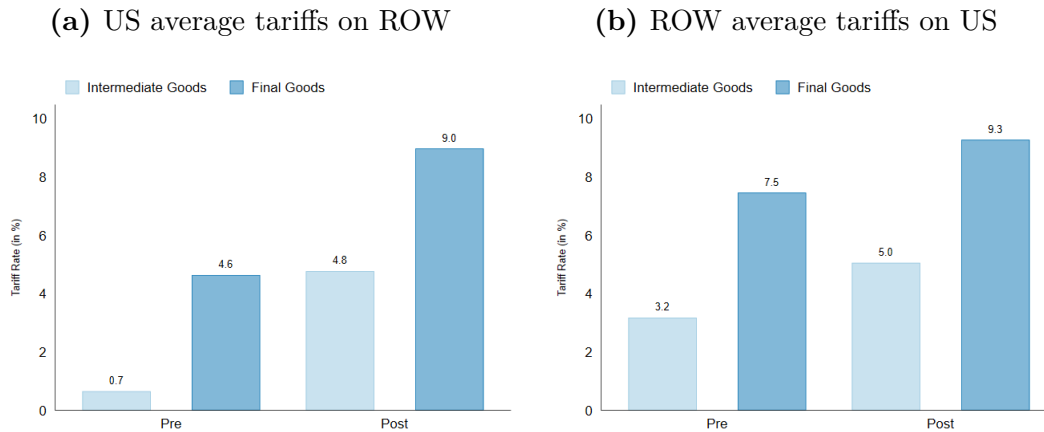 (a) US average tariffs on ROW
Intermediate Goods Final Goods
10
8
6
4
2
0
Tariff Rate (in %)
0.7
4.6
4.8
9.0
Pre Post
(b) ROW average tariffs on US
Intermediate Goods Final Goods
10
8
6
4
2
0
Tariff Rate (in %)
3.2
7.5
5.0
9.3
Pre Post